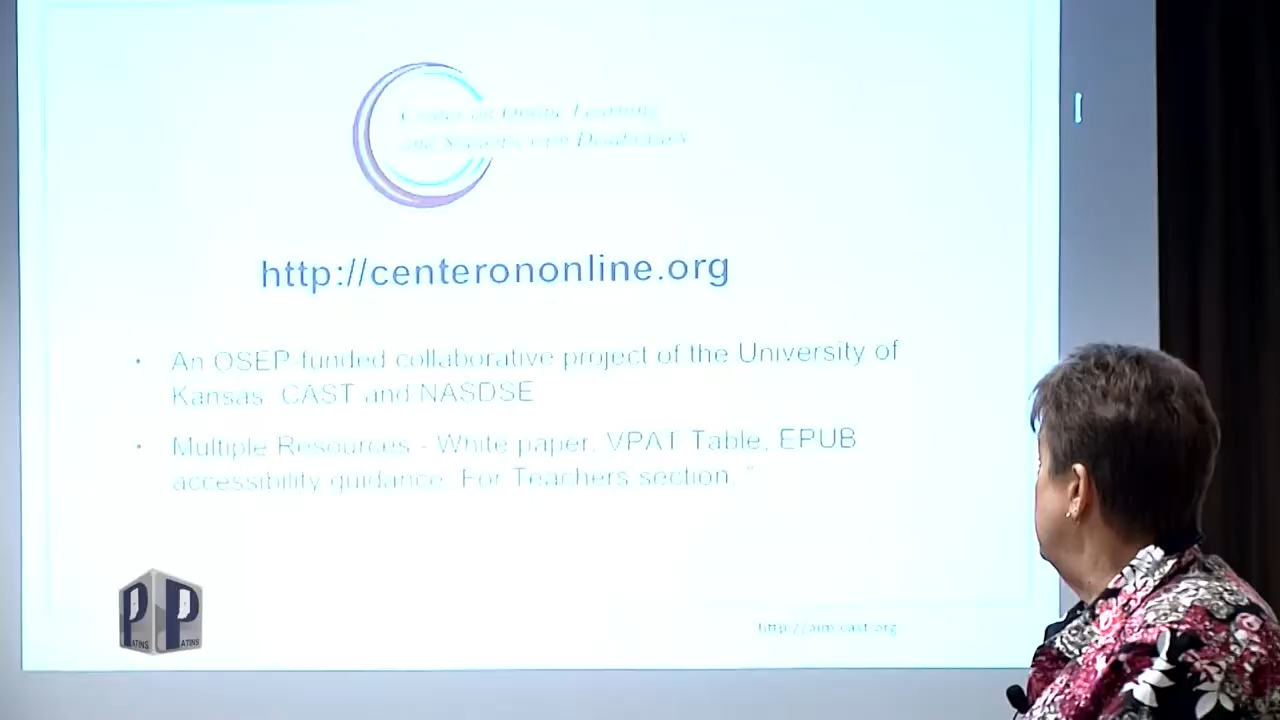 Center on Online Learning
and Students with Disabilities
http://centerononline.org
• An OSEP-funded collaborative project of the University of
Kansas, CAST and NASDSE
• Multiple Resources - White paper, VPAT Table, EPUB
accessibility guidance, For Teachers section, "
P P
ATINS ATINS
http://aim.cast.org